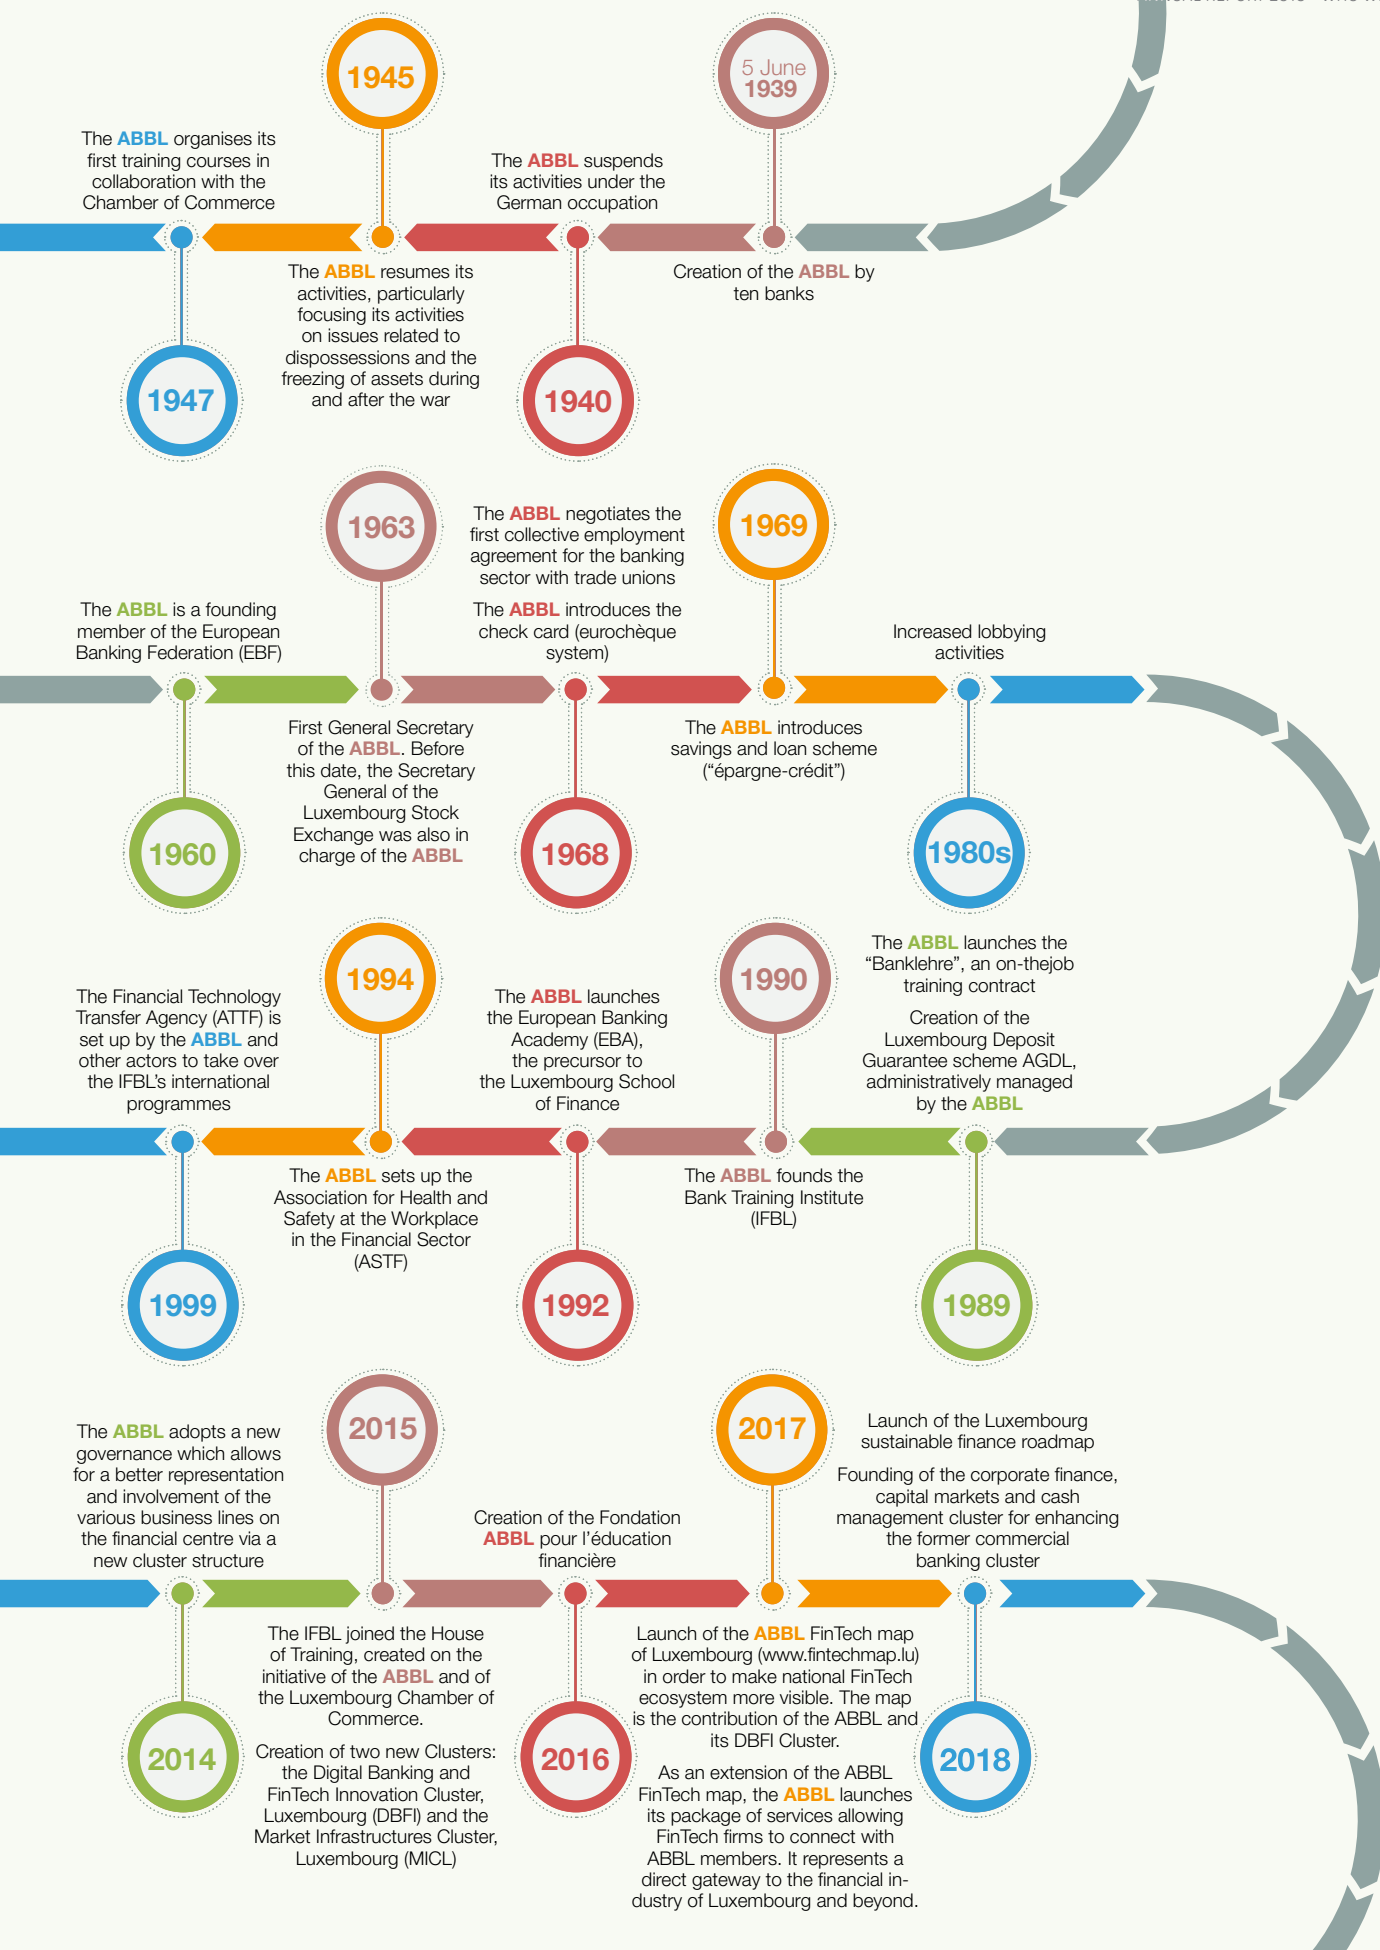 5 June
1939
Creation of the ABBL by
ten banks
The ABBL suspends
its activities under the
German occupation
1940
1945
The ABBL resumes its
activities, particularly
focusing its activities
on issues related to
dispossessions and the
freezing of assets during
and after the war
The ABBL organises its
first training courses in
collaboration with the
Chamber of Commerce
1947
The ABBL is a founding
member of the European
Banking Federation (EBF)
1960
1963
First General Secretary
of the ABBL. Before
this date, the Secretary
General of the
Luxembourg Stock
Exchange was also in
charge of the ABBL
The ABBL negotiates the
first collective employment
agreement for the banking
sector with trade unions
The ABBL introduces the
check card (eurochèque
system)
1968
1969
The ABBL introduces
savings and loan scheme
(“épargne-crédit”)
Increased lobbying
activities
1980s
The ABBL launches the
“Banklehre”, an on-thejob
training contract
Creation of the
Luxembourg Deposit
Guarantee scheme AGDL,
administratively managed
by the ABBL
1989
1990
The ABBL founds the
Bank Training Institute
(IFBL)
The ABBL launches
the European Banking
Academy (EBA),
the precursor to
the Luxembourg School
of Finance
1992
1994
The ABBL sets up the
Association for Health and
Safety at the Workplace
in the Financial Sector
(ASTF)
The Financial Technology
Transfer Agency (ATTF) is
set up by the ABBL and
other actors to take over
the IFBL’s international
programmes
1999
The ABBL adopts a new
governance which allows
for a better representation
and involvement of the
various business lines on
the financial centre via a
new cluster structure
2014
2015
The IFBL joined the House
of Training, created on the
initiative of the ABBL and of
the Luxembourg Chamber of
Commerce.
Creation of two new Clusters:
the Digital Banking and
FinTech Innovation Cluster,
Luxembourg (DBFI) and the
Market Infrastructures Cluster,
Luxembourg (MICL)
Creation of the Fondation
ABBL pour l’éducation
financière
2016
2017
Launch of the ABBL FinTech map
of Luxembourg (www.fintechmap.lu)
in order to make national FinTech
ecosystem more visible. The map
is the contribution of the ABBL and
its DBFI Cluster.
As an extension of the ABBL
FinTech map, the ABBL launches
its package of services allowing
FinTech firms to connect with
ABBL members. It represents a
direct gateway to the financial in-
dustry of Luxembourg and beyond.
Launch of the Luxembourg
sustainable finance roadmap
Founding of the corporate finance,
capital markets and cash
management cluster for enhancing
the former commercial
banking cluster
2018